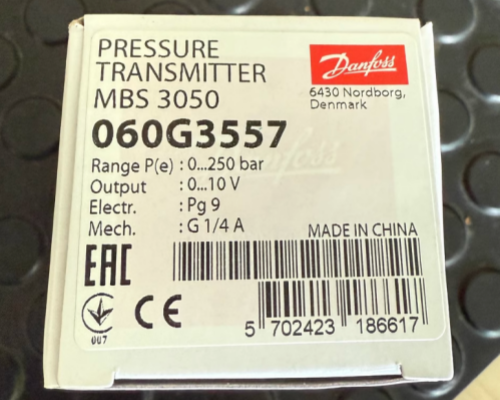 PRESSURE
TRANSMITTER
MBS 3050
060G3557
Danfoss
6430 Nordborg,
Denmark
Range P(e) : 0...250 bar
Output : 0...10 V
Electr. : Pg 9
Mech. : G 1/4 A
MADE IN CHINA
EAC
CE
007
5 702423 186617